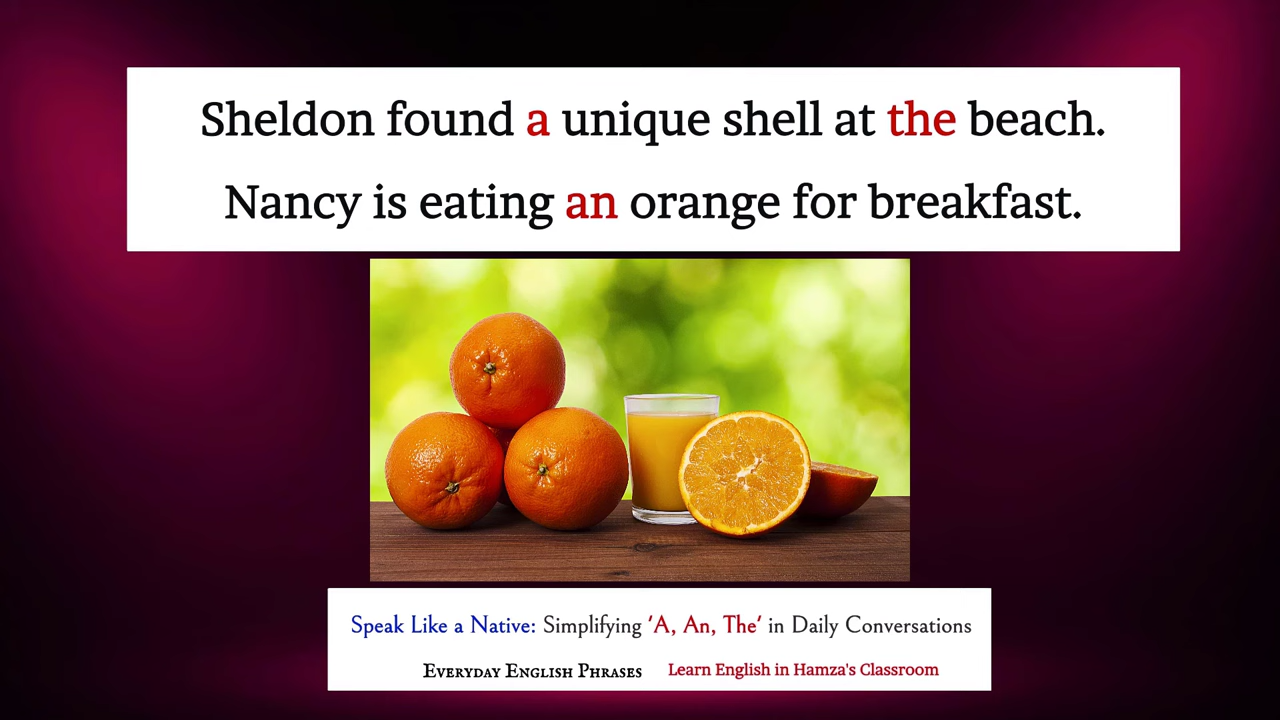 Sheldon found a unique shell at the beach.
Nancy is eating an orange for breakfast.
Speak Like a Native: Simplifying 'A, An, The' in Daily Conversations
Everyday English Phrases Learn English in Hamza's Classroom